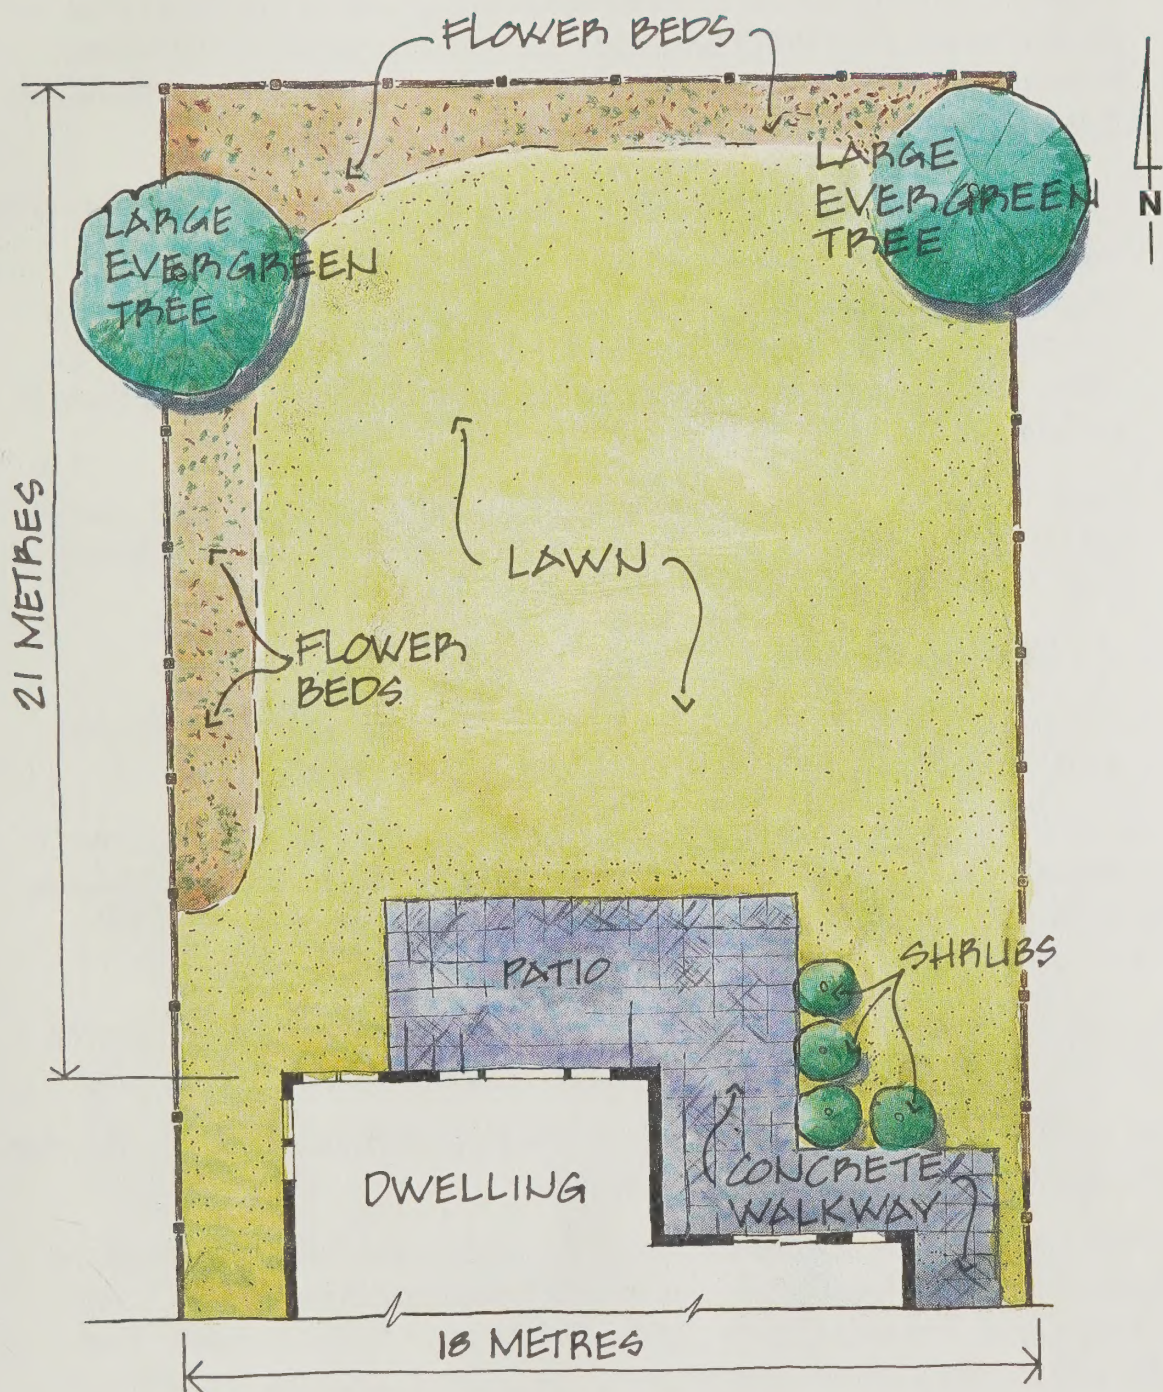 FLOWER BEDS
LARGE
EVERGREEN
TREE
N
LARGE
EVERGREEN
TREE
21 METRES
LAWN
FLOWER
BEDS
SHRUBS
PATIO
CONCRETE
WALKWAY
DWELLING
18 METRES